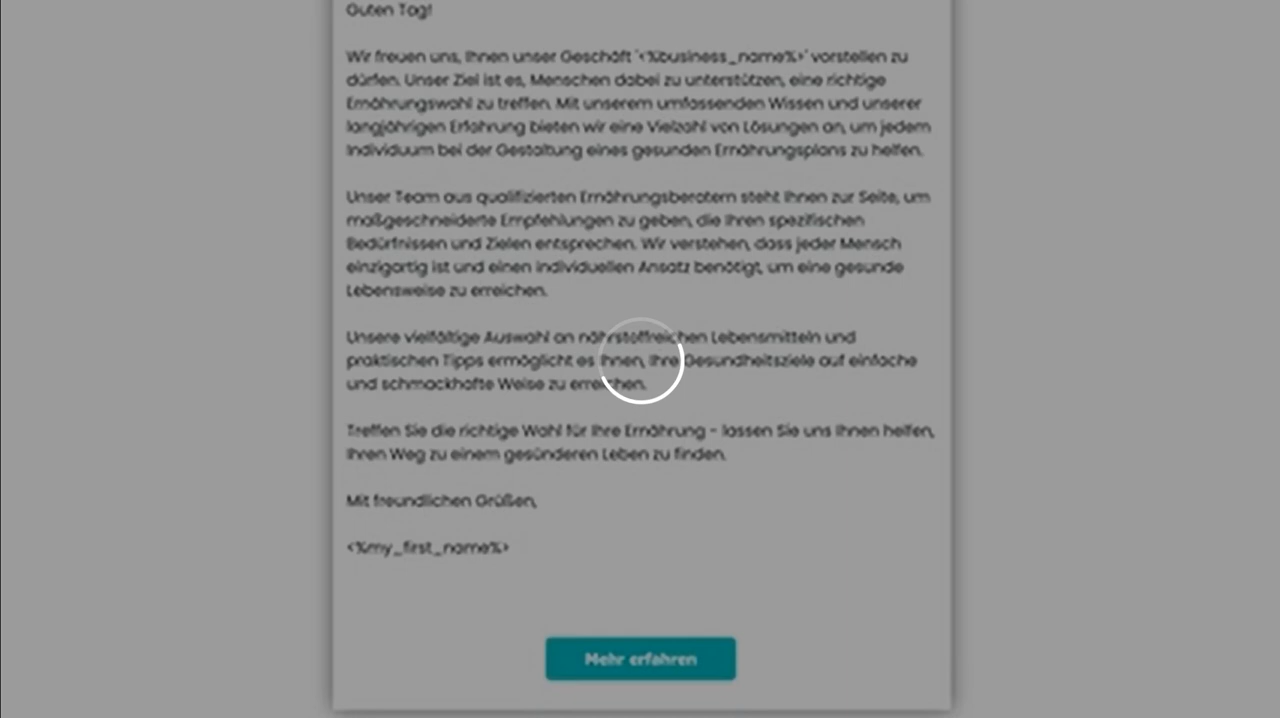 Guten Tag!
Wir freuen uns, Ihnen unser Geschäft '<%business_name%>' vorstellen zu
dürfen. Unser Ziel ist es, Menschen dabei zu unterstützen, eine richtige
Ernährungswahl zu treffen. Mit unserem umfassenden Wissen und unserer
langjährigen Erfahrung bieten wir eine Vielzahl von Lösungen an, um jedem
Individuum bei der Gestaltung eines gesunden Ernährungsplans zu helfen.
Unser Team aus qualifizierten Ernährungsberatern steht Ihnen zur Seite, um
maßgeschneiderte Empfehlungen zu geben, die Ihren spezifischen
Bedürfnissen und Zielen entsprechen. Wir verstehen, dass jeder Mensch
einzigartig ist und einen individuellen Ansatz benötigt, um eine gesunde
Lebensweise zu erreichen.
Unsere vielfältige Auswahl an nährstoffreichen Lebensmitteln und
praktischen Tipps ermöglicht es Ihnen, Ihre Gesundheitsziele auf einfache
und schmackhafte Weise zu erreichen.
Treffen Sie die richtige Wahl für Ihre Ernährung - lassen Sie uns Ihnen helfen,
Ihren Weg zu einem gesünderen Leben zu finden.
Mit freundlichen Grüßen,
<%my_first_name%>
Mehr erfahren